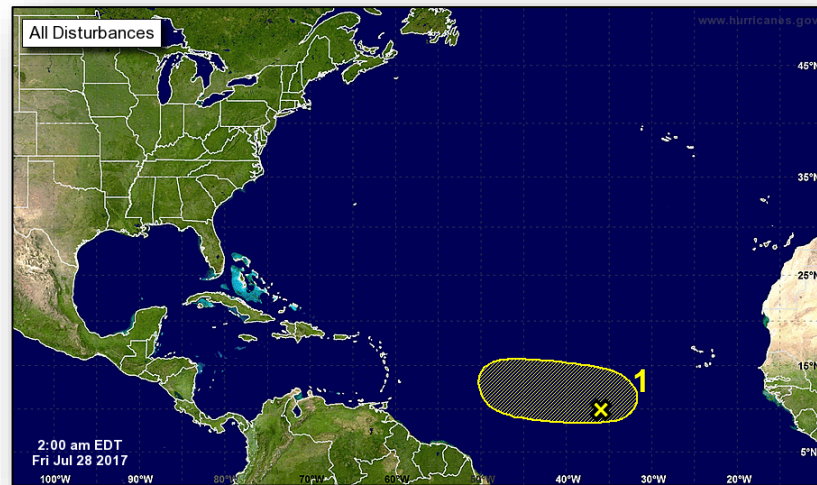 All Disturbances
www.hurricanes.gov
45°N
35°N
25°N
15°N
1
5°N
2:00 am EDT
Fri Jul 28 2017
100°W
90°W
80°W
70°W
60°W
50°W
40°W
30°W
20°W